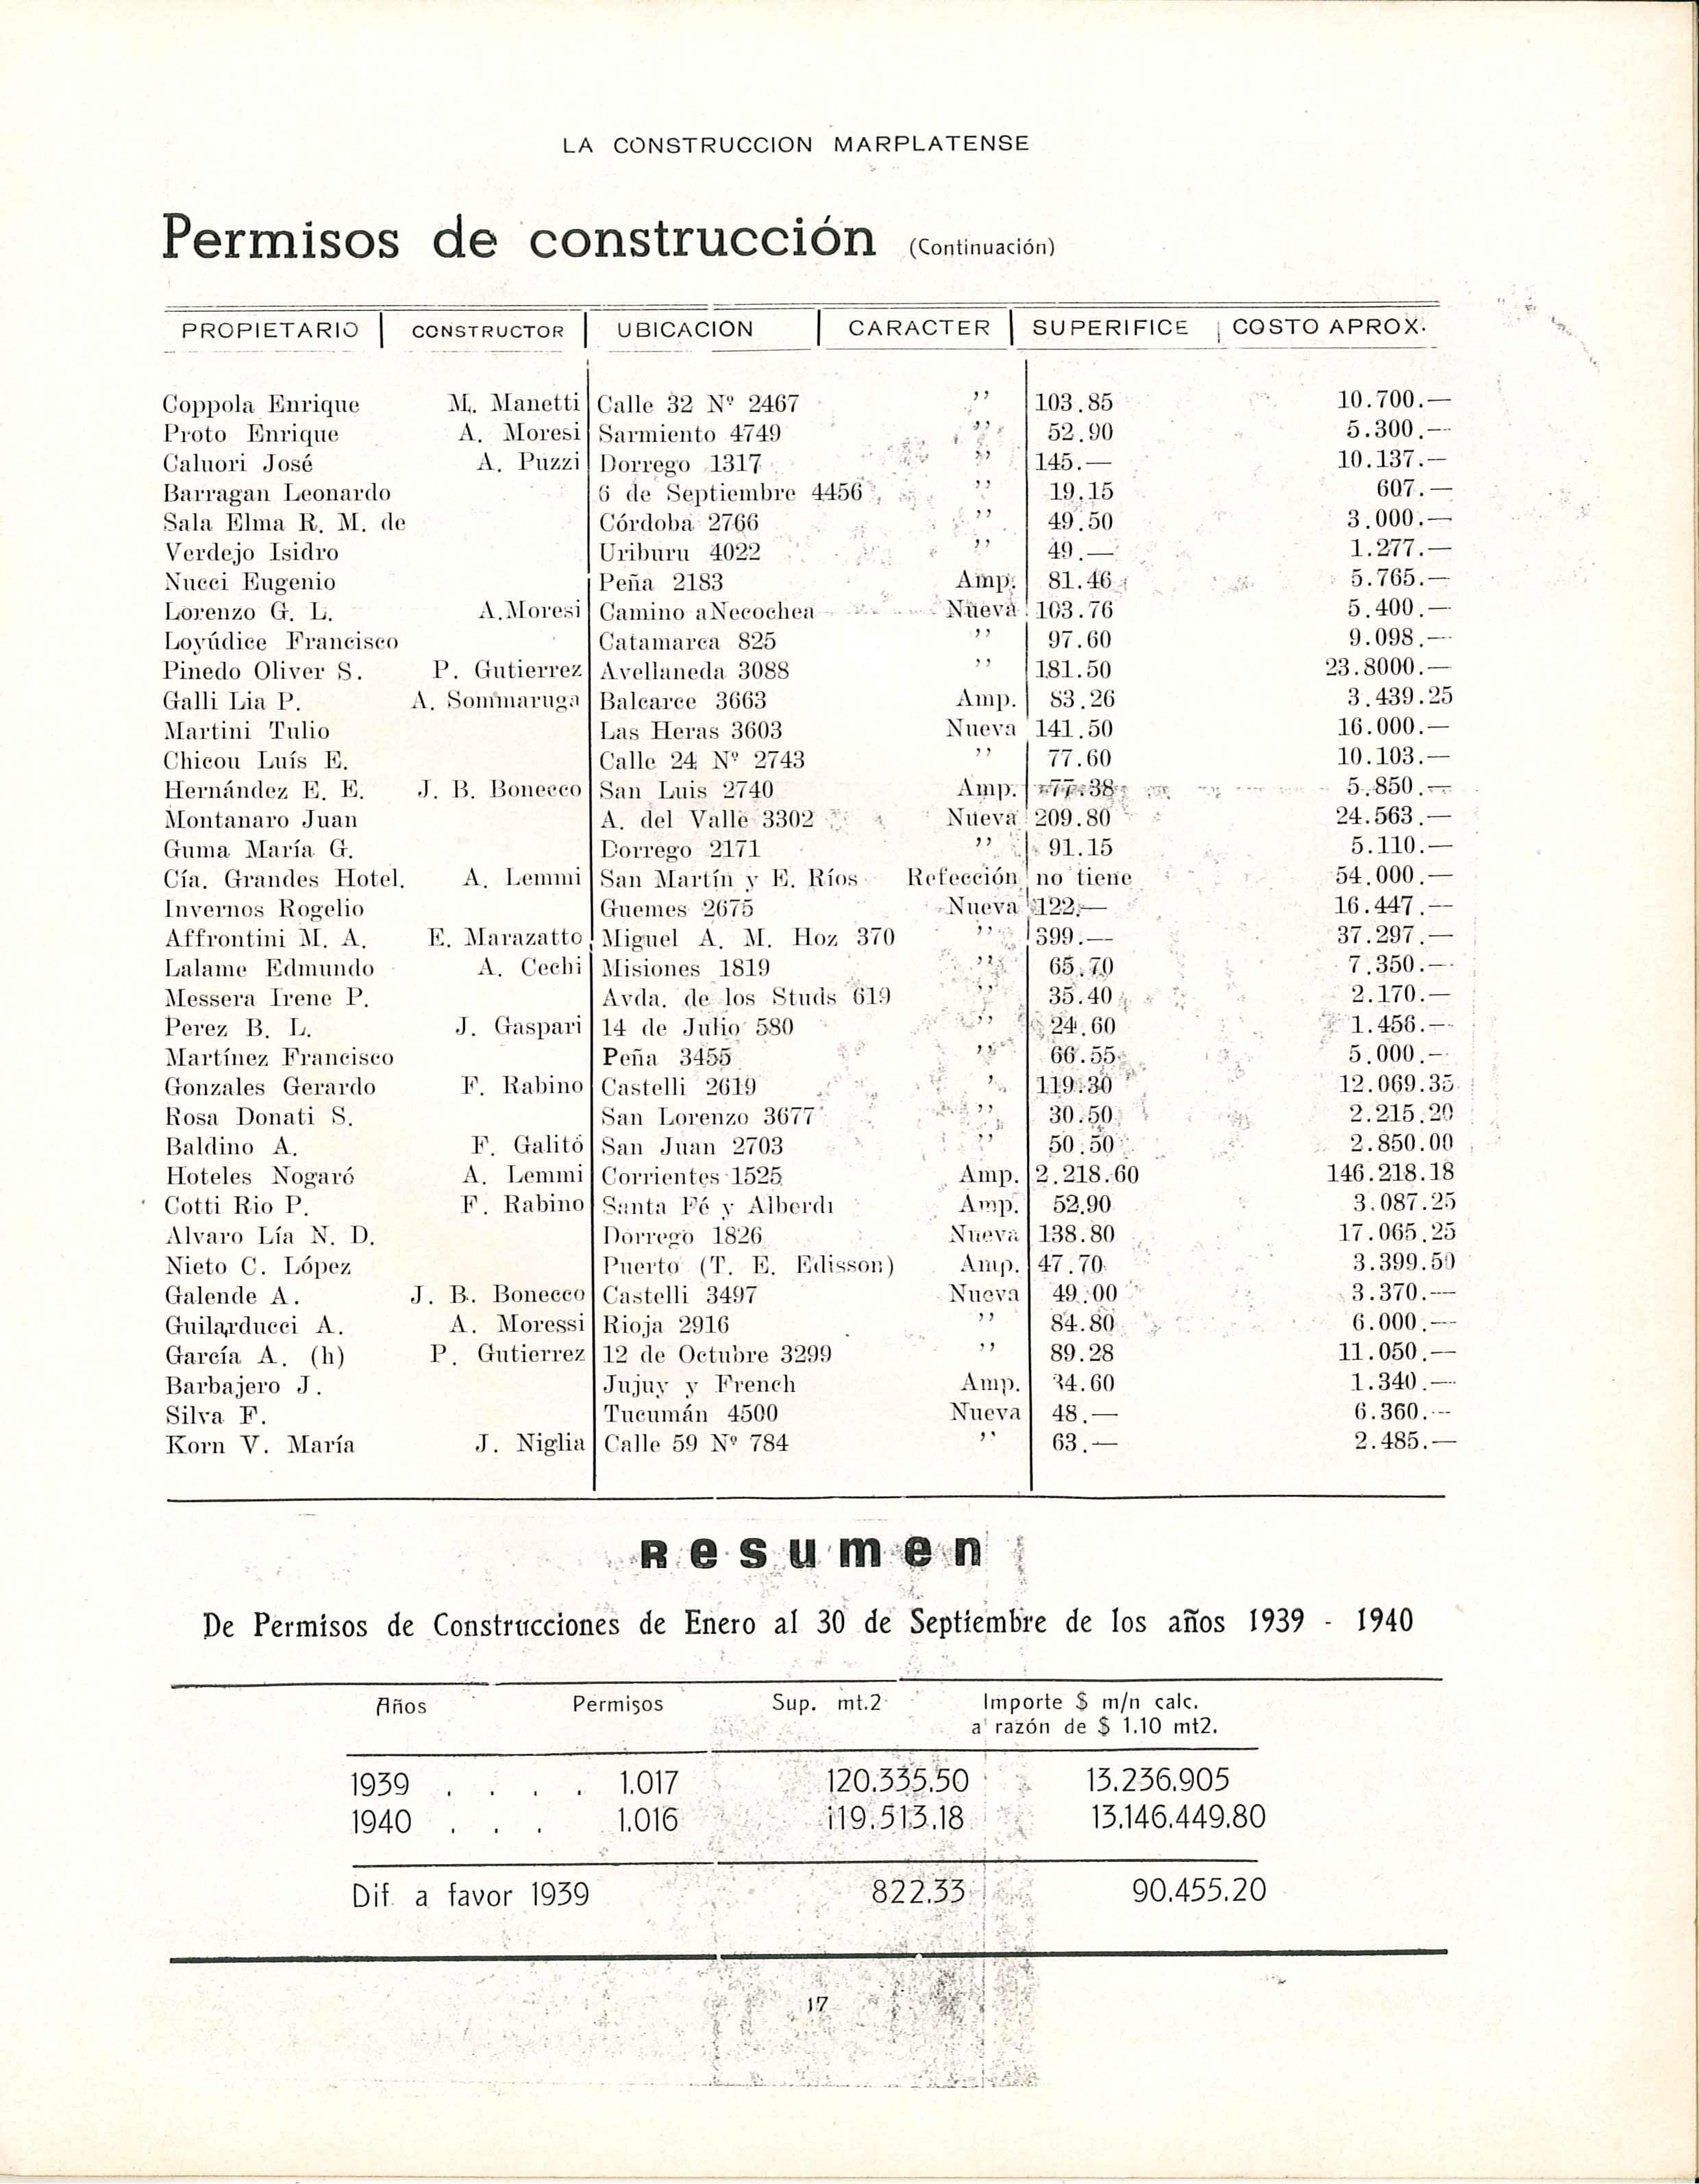 LA CONSTRUCCION MARPLATENSE
Permisos de construcción (Continuación)
PROPIETARIO CONSTRUCTOR UBICACION CARACTER SUPERIFICE COSTO APROX.
Coppola Enrique M. Manetti Calle 32 Nº 2467 ’’ 103.85 10.700.—
Proto Enrique A. Moresi Sarmiento 4749 ’’ 52.90 5.300.—
Caluori José A. Puzzi Dorrego 1317 ’’ 145.— 10.137.—
Barragan Leonardo 6 de Septiembre 4456 ’’ 19.15 607.—
Sala Elma R. M. de Córdoba 2766 ’’ 49.50 3.000.—
Verdejo Isidro Uriburu 4022 ’’ 49.— 1.277.—
Nucci Eugenio Peña 2183 Amp. 81.46 5.765.—
Lorenzo G. L. A.Moresi Camino aNecochea Nueva 103.76 5.400.—
Loyúdice Francisco Catamarca 825 ’’ 97.60 9.098.—
Pinedo Oliver S. P. Gutierrez Avellaneda 3088 ’’ 181.50 23.8000.—
Galli Lia P. A. Sommaruga Balcarce 3663 Amp. 83.26 3.439.25
Martini Tulio Las Heras 3603 Nueva 141.50 16.000.—
Chicou Luís E. Calle 24 Nº 2743 ’’ 77.60 10.103.—
Hernández E. E. J. B. Bonecco San Luis 2740 Amp. 77.38 5.850.—
Montanaro Juan A. del Valle 3302 Nueva 209.80 24.563.—
Guma María G. Dorrego 2171 ’’ 91.15 5.110.—
Cía. Grandes Hotel. A. Lemmi San Martín y E. Ríos Refección no tiene 54.000.—
Invernos Rogelio Guemes 2675 Nueva 122.— 16.447.—
Affrontini M. A. E. Marazatto Miguel A. M. Hoz 370 ’’ 399.— 37.297.—
Lalame Edmundo A. Cechi Misiones 1819 ’’ 65.70 7.350.—
Messera Irene P. Avda. de los Studs 619 ’’ 35.40 2.170.—
Perez B. L. J. Gaspari 14 de Julio 580 ’’ 24.60 1.456.—
Martínez Francisco Peña 3455 ’’ 66.55 5.000.—
Gonzales Gerardo F. Rabino Castelli 2619 ’ 119.30 12.069.35
Rosa Donati S. San Lorenzo 3677 ’’ 30.50 2.215.20
Baldino A. F. Galitó San Juan 2703 ’’ 50.50 2.850.00
Hoteles Nogaró A. Lemmi Corrientes 1525 Amp. 2.218.60 146.218.18
Cotti Rio P. F. Rabino Santa Fé y Alberdi Amp. 52.90 3.087.25
Alvaro Lía N. D. Dorrego 1826 Nueva 138.80 17.065.25
Nieto C. López Puerto (T. E. Edisson) Amp. 47.70 3.399.50
Galende A. J. B. Bonecco Castelli 3497 Nueva 49.00 3.370.—
Guilarducci A. A. Moressi Rioja 2916 ’’ 84.80 6.000.—
García A. (h) P. Gutierrez 12 de Octubre 3299 ’’ 89.28 11.050.—
Barbajero J. Jujuy y French Amp. 34.60 1.340.—
Silva F. Tucumán 4500 Nueva 48.— 6.360.—
Korn V. María J. Niglia Calle 59 Nº 784 ’’ 63.— 2.485.—
Resumen
De Permisos de Construcciones de Enero al 30 de Septiembre de los años 1939 - 1940
Años Permisos Sup. mt.2 Importe $ m/n calc.
a razón de $ 1.10 mt2.
1939 . . . . 1.017 120.335.50 13.236.905
1940 . . . 1.016 119.513.18 13.146.449.80
Dif. a favor 1939 822.33 90.455.20
17